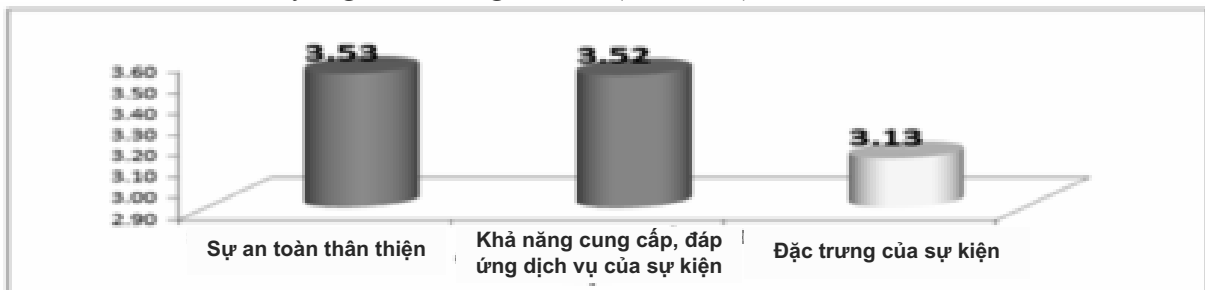 3.53
3.52
3.13
3.60
3.50
3.40
3.30
3.20
3.10
3.00
2.90
Sự an toàn thân thiện
Khả năng cung cấp, đáp
ứng dịch vụ của sự kiện
Đặc trưng của sự kiện